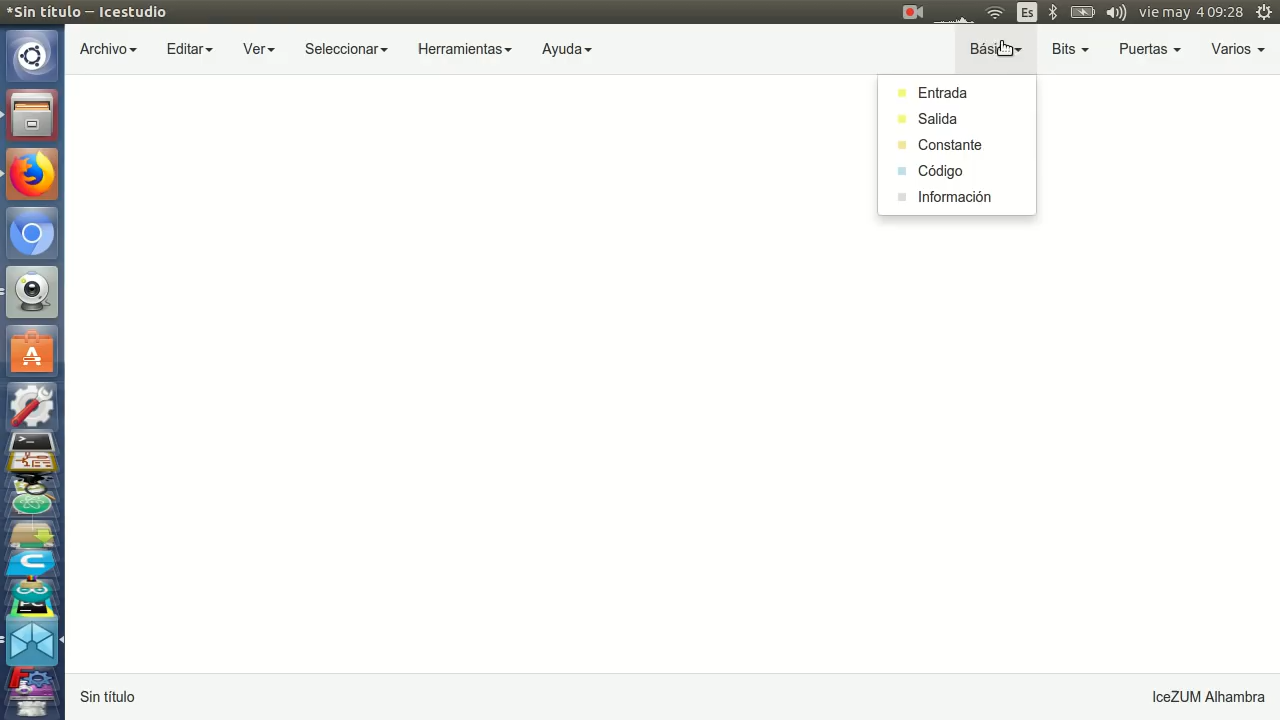 *Sin título – Icestudio
Es
vie may 4 09:28
Archivo Editar Ver Seleccionar Herramientas Ayuda
Bits Puertas Varios
Entrada
Salida
Constante
Código
Información
Sin título
IceZUM Alhambra